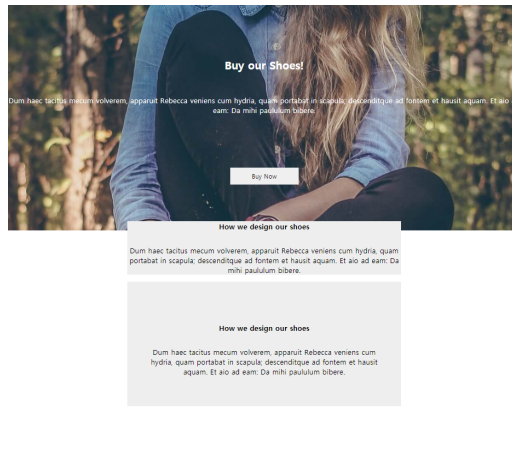 Buy our Shoes!
Dum haec tacitus mecum volverem, apparuit Rebecca veniens cum hydria, quam portabat in scapula; descenditque ad fontem et hausit aquam. Et aio
ad eam: Da mihi paululum bibere.
Buy Now
How we design our shoes
Dum haec tacitus mecum volverem, apparuit Rebecca veniens cum hydria, quam
portabat in scapula; descenditque ad fontem et hausit aquam. Et aio ad eam: Da
mihi paululum bibere.
How we design our shoes
Dum haec tacitus mecum volverem, apparuit Rebecca veniens cum
hydria, quam portabat in scapula; descenditque ad fontem et hausit
aquam. Et aio ad eam: Da mihi paululum bibere.